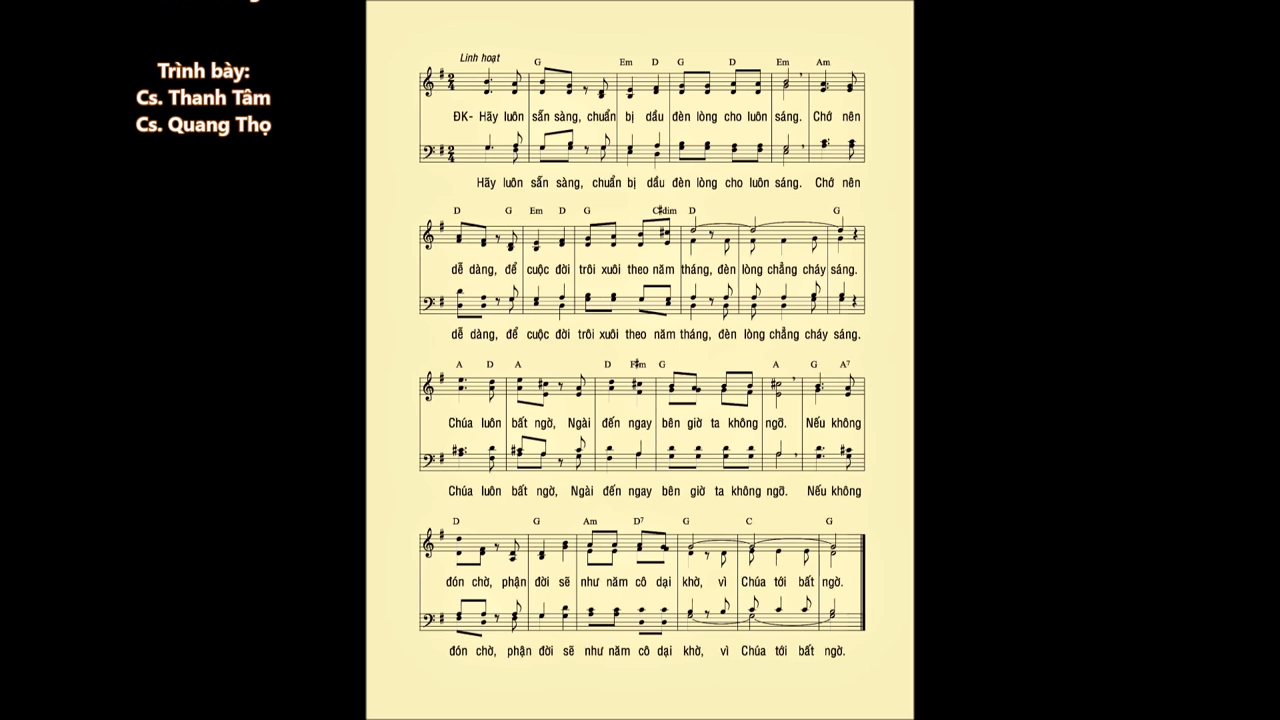 Trình bày:
Cs. Thanh Tâm
Cs. Quang Thọ
Linh hoạt
G Em D G D Em Am
ĐK- Hãy luôn sẵn sàng, chuẩn bị dầu đèn lòng cho luôn sáng. Chớ nên
Hãy luôn sẵn sàng, chuẩn bị dầu đèn lòng cho luôn sáng. Chớ nên
D G Em D G C#dim D G
dễ dàng, để cuộc đời trôi xuôi theo năm tháng, đèn lòng chẳng cháy sáng.
dễ dàng, để cuộc đời trôi xuôi theo năm tháng, đèn lòng chẳng cháy sáng.
A D A D F#m G A G A7
Chúa luôn bất ngờ, Ngài đến ngay bên giờ ta không ngờ. Nếu không
Chúa luôn bất ngờ, Ngài đến ngay bên giờ ta không ngờ. Nếu không
D G Am D7 G C G
đón chờ, phận đời sẽ như năm cô dại khờ, vì Chúa tới bất ngờ.
đón chờ, phận đời sẽ như năm cô dại khờ, vì Chúa tới bất ngờ.